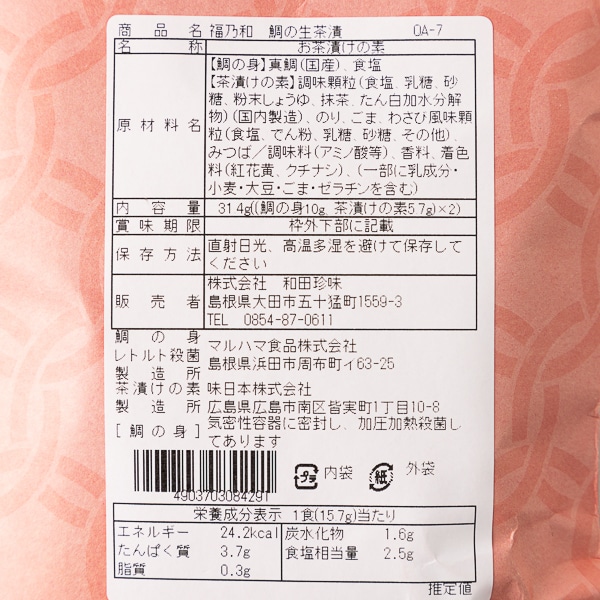 商品名 福乃和 鯛の生茶漬 OA-7
名称 お茶漬けの素
原材料名
【鯛の身】真鯛(国産)、食塩
【茶漬けの素】調味顆粒(食塩、乳糖、砂
糖、粉末しょうゆ、抹茶、たん白加水分解
物)(国内製造)、のり、ごま、わさび風味顆
粒(食塩、でん粉、乳糖、砂糖、その他)、
みつば／調味料(アミノ酸等)、香料、着色
料(紅花黄、クチナシ)、(一部に乳成分・
小麦・大豆・ごま・ゼラチンを含む)
内容量 31.4g((鯛の身10g、茶漬けの素5.7g)×2)
賞味期限 枠外下部に記載
保存方法 直射日光、高温多湿を避けて保存して
ください
販売者
株式会社 和田珍味
島根県大田市五十猛町1559-3
TEL 0854-87-0611
鯛の身
レトルト殺菌
製造所
マルハマ食品株式会社
島根県浜田市周布町イ63-25
茶漬けの素
製造所
味日本株式会社
広島県広島市南区皆実町1丁目10-8
[鯛の身] 気密性容器に密封し、加圧加熱殺菌し
てあります
4903703084291
プラ 内袋 紙 外袋
栄養成分表示 1食(15.7g)当たり
エネルギー 24.2kcal 炭水化物 1.6g
たんぱく質 3.7g 食塩相当量 2.5g
脂質 0.3g
推定値